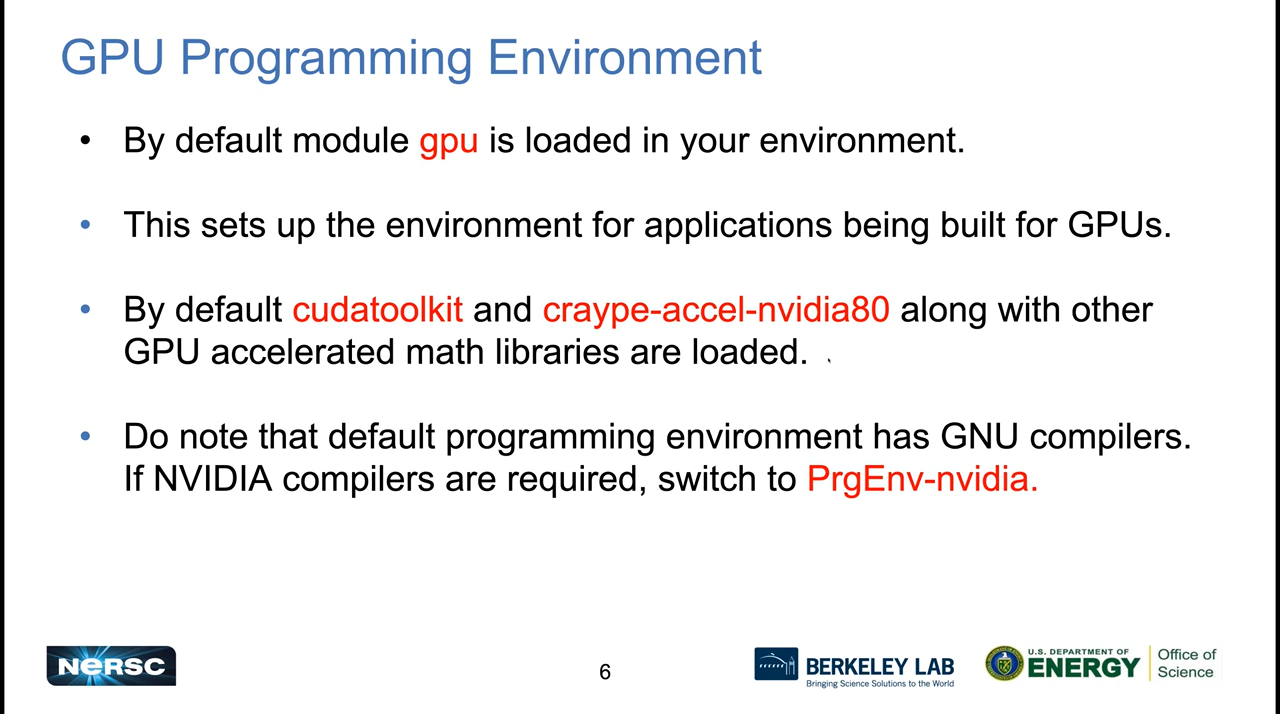 GPU Programming Environment
• By default module gpu is loaded in your environment.
• This sets up the environment for applications being built for GPUs.
• By default cudatoolkit and craype-accel-nvidia80 along with other
GPU accelerated math libraries are loaded.
• Do note that default programming environment has GNU compilers.
If NVIDIA compilers are required, switch to PrgEnv-nvidia.
NERSC
6
BERKELEY LAB
Bringing Science Solutions to the World
U.S. DEPARTMENT OF
ENERGY
Office of
Science